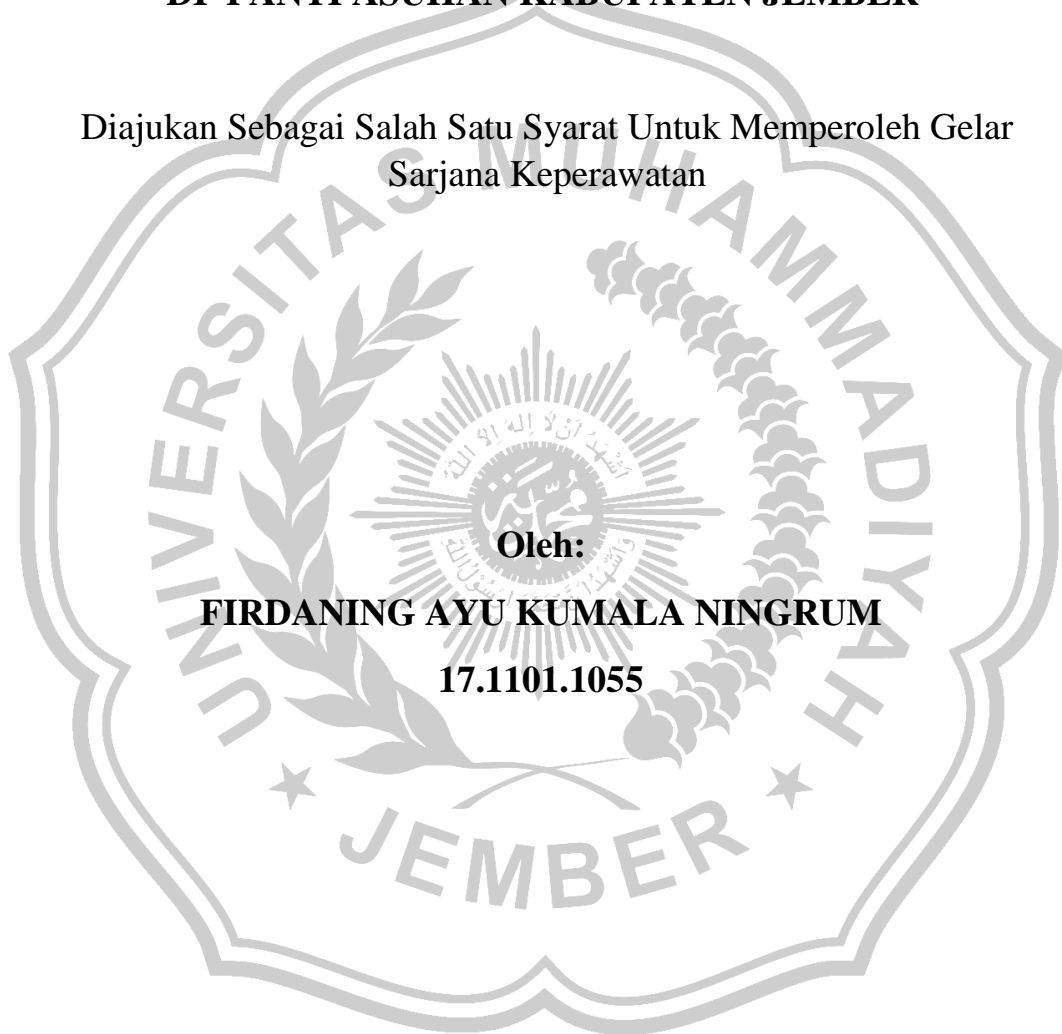 DI PANTI ASUHAN KABUPATEN JEMBER
Diajukan Sebagai Salah Satu Syarat Untuk Memperoleh Gelar
Sarjana Keperawatan
UNIVERSITAS MUHAMMADIYAH
Oleh:
FIRDANING AYU KUMALA NINGRUM
17.1101.1055
JEMBER